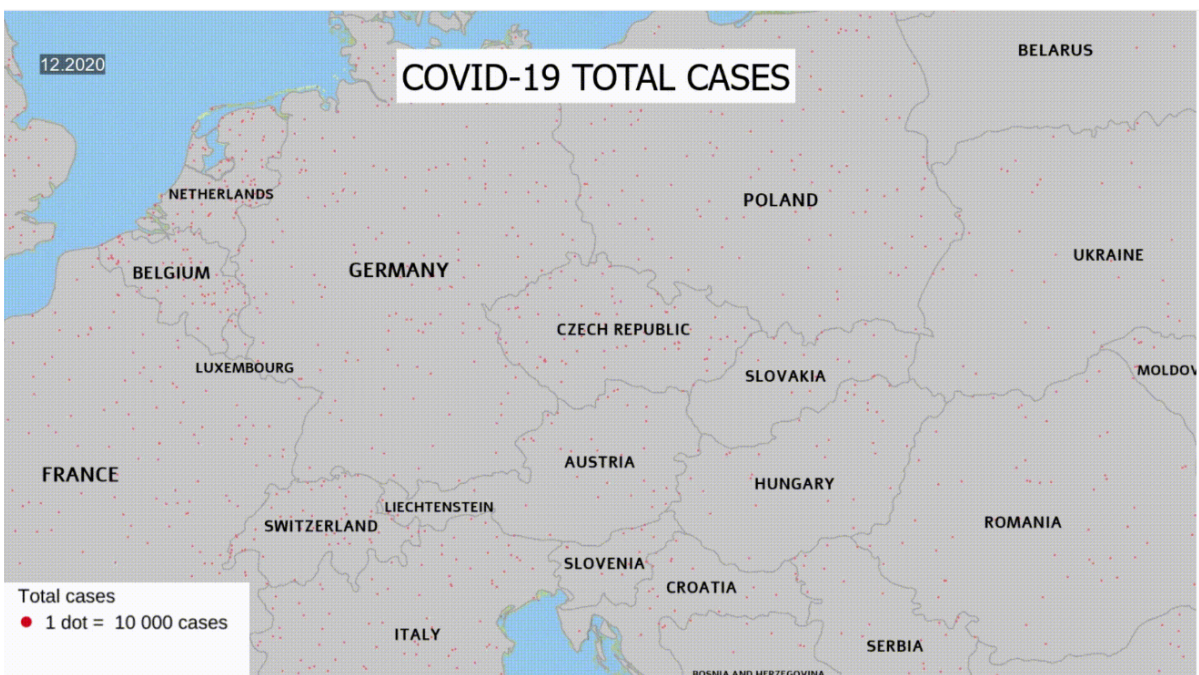 12.2020
COVID-19 TOTAL CASES
BELARUS
NETHERLANDS
POLAND
BELGIUM
GERMANY
UKRAINE
CZECH REPUBLIC
LUXEMBOURG
SLOVAKIA
MOLDOV
FRANCE
AUSTRIA
HUNGARY
LIECHTENSTEIN
SWITZERLAND
ROMANIA
SLOVENIA
CROATIA
Total cases
1 dot = 10 000 cases
ITALY
SERBIA
BOSNIA AND HERZEGOVINA